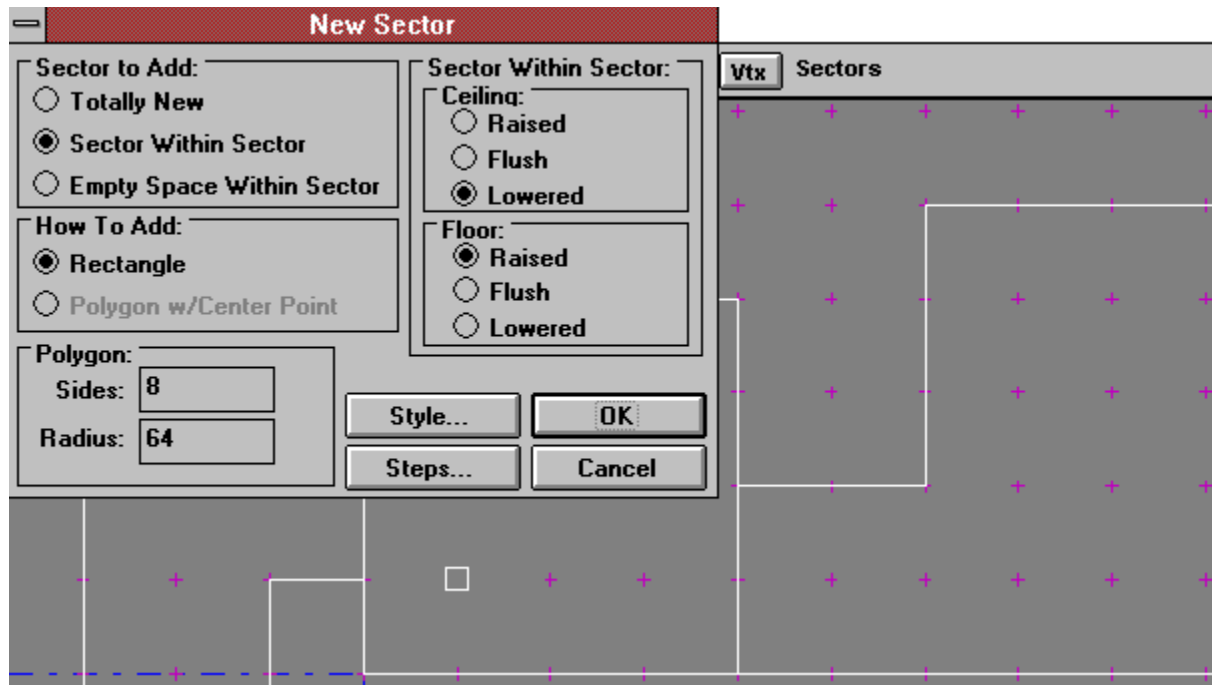 New Sector
Sector to Add:
Totally New
Sector Within Sector
Empty Space Within Sector
How To Add:
Rectangle
Polygon w/Center Point
Polygon:
Sides: 8
Radius: 64
Sector Within Sector:
Ceiling:
Raised
Flush
Lowered
Floor:
Raised
Flush
Lowered
Style... OK
Steps... Cancel
Vtx Sectors